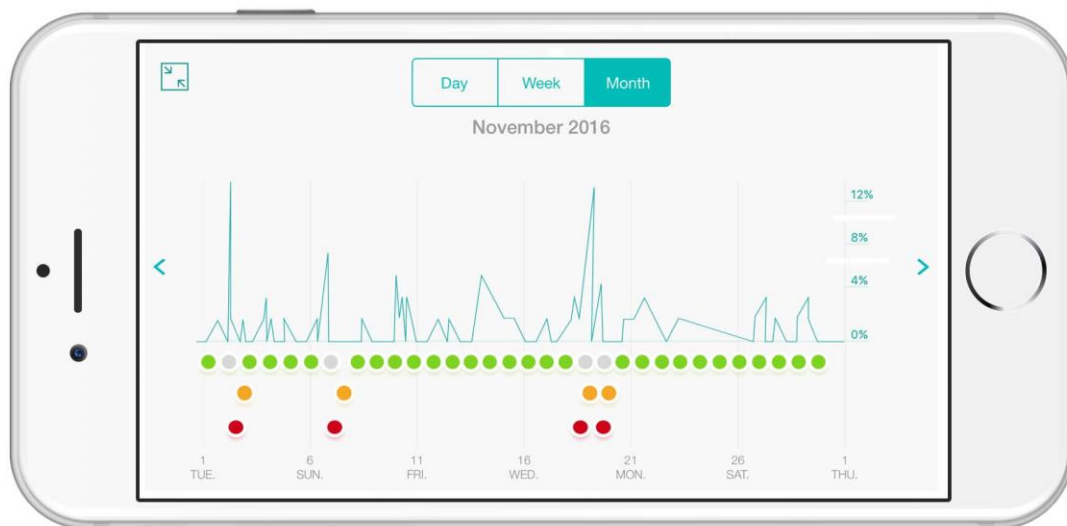 Day Week Month
November 2016
12%
8%
4%
0%
1 6 11 16 21 26 1
TUE. SUN. FRI. WED. MON. SAT. THU.